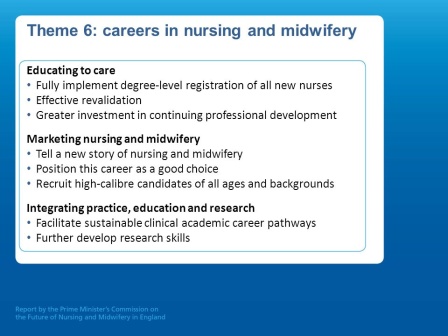 Theme 6: careers in nursing and midwifery
Educating to care
• Fully implement degree-level registration of all new nurses
• Effective revalidation
• Greater investment in continuing professional development
Marketing nursing and midwifery
• Tell a new story of nursing and midwifery
• Position this career as a good choice
• Recruit high-calibre candidates of all ages and backgrounds
Integrating practice, education and research
• Facilitate sustainable clinical academic career pathways
• Further develop research skills
Report by the Prime Minister's Commission on
the Future of Nursing and Midwifery in England